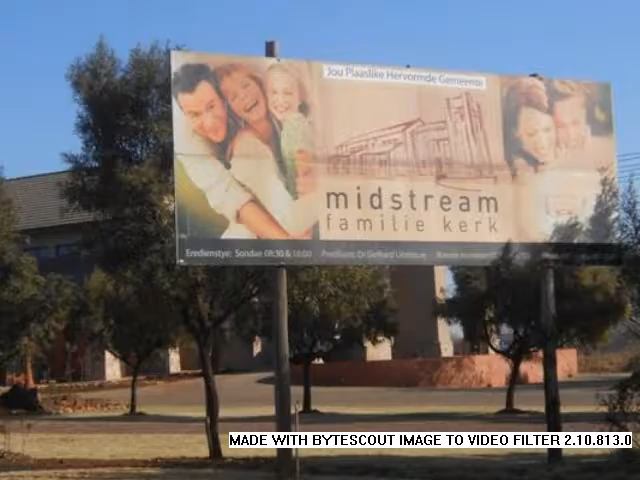 Jou Plaaslike Hervormde Gemeente
midstream
familie kerk
Eredienstye: Sondae 08:30 & 18:00
MADE WITH BYTESCOUT IMAGE TO VIDEO FILTER 2.10.813.0